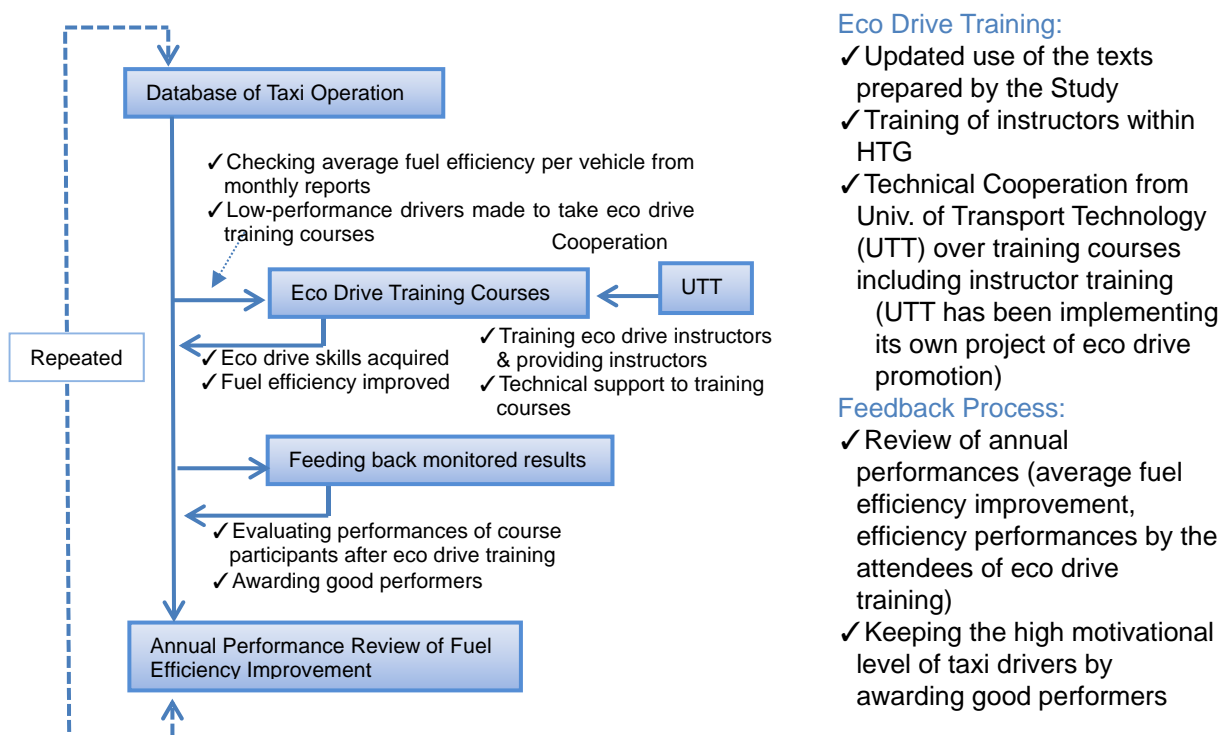 Database of Taxi Operation
✓Checking average fuel efficiency per vehicle from
monthly reports
✓Low-performance drivers made to take eco drive
training courses
Cooperation
Eco Drive Training Courses
UTT
Repeated
✓Eco drive skills acquired
✓Fuel efficiency improved
✓Training eco drive instructors
& providing instructors
✓Technical support to training
courses
Feeding back monitored results
✓Evaluating performances of course
participants after eco drive training
✓Awarding good performers
Annual Performance Review of Fuel
Efficiency Improvement
Eco Drive Training:
✓Updated use of the texts
prepared by the Study
✓Training of instructors within
HTG
✓Technical Cooperation from
Univ. of Transport Technology
(UTT) over training courses
including instructor training
(UTT has been implementing
its own project of eco drive
promotion)
Feedback Process:
✓Review of annual
performances (average fuel
efficiency improvement,
efficiency performances by the
attendees of eco drive
training)
✓Keeping the high motivational
level of taxi drivers by
awarding good performers